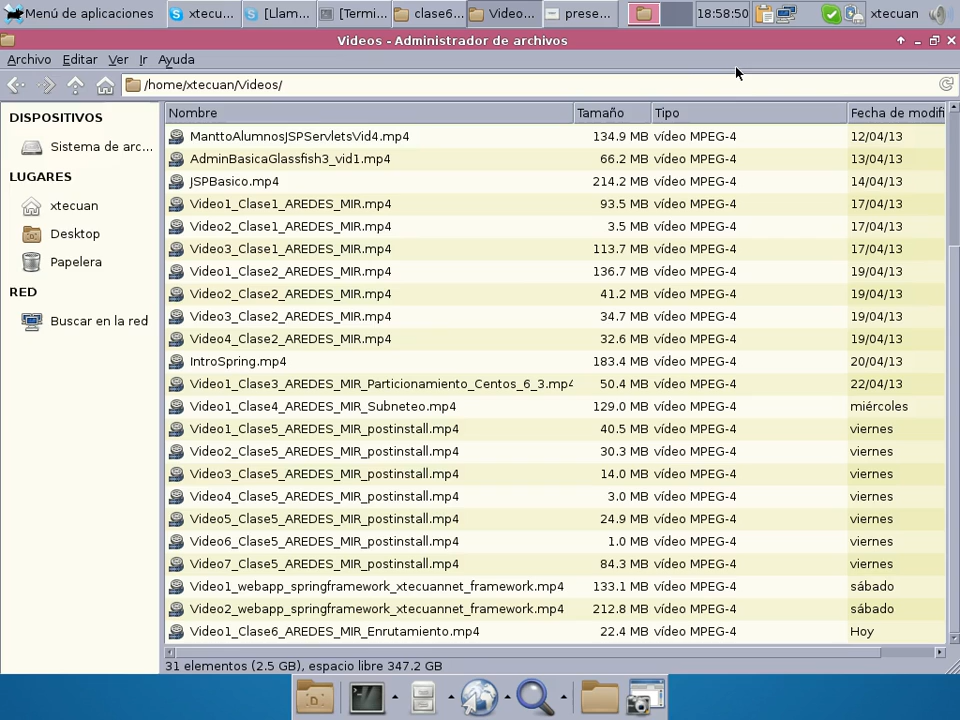 Menú de aplicaciones
xtecu...
[Llam...
[Termi...
clase6...
Video...
prese...
18:58:50
xtecuan
Videos - Administrador de archivos
Archivo Editar Ver Ir Ayuda
/home/xtecuan/Videos/
DISPOSITIVOS
Sistema de arc...
LUGARES
xtecuan
Desktop
Papelera
RED
Buscar en la red
Nombre Tamaño Tipo Fecha de modifi
ManttoAlumnosJSPServletsVid4.mp4 134.9 MB vídeo MPEG-4 12/04/13
AdminBasicaGlassfish3_vid1.mp4 66.2 MB vídeo MPEG-4 13/04/13
JSPBasico.mp4 214.2 MB vídeo MPEG-4 14/04/13
Video1_Clase1_AREDES_MIR.mp4 93.5 MB vídeo MPEG-4 17/04/13
Video2_Clase1_AREDES_MIR.mp4 3.5 MB vídeo MPEG-4 17/04/13
Video3_Clase1_AREDES_MIR.mp4 113.7 MB vídeo MPEG-4 17/04/13
Video1_Clase2_AREDES_MIR.mp4 136.7 MB vídeo MPEG-4 19/04/13
Video2_Clase2_AREDES_MIR.mp4 41.2 MB vídeo MPEG-4 19/04/13
Video3_Clase2_AREDES_MIR.mp4 34.7 MB vídeo MPEG-4 19/04/13
Video4_Clase2_AREDES_MIR.mp4 32.6 MB vídeo MPEG-4 19/04/13
IntroSpring.mp4 183.4 MB vídeo MPEG-4 20/04/13
Video1_Clase3_AREDES_MIR_Particionamiento_Centos_6_3.mp4 50.4 MB vídeo MPEG-4 22/04/13
Video1_Clase4_AREDES_MIR_Subneteo.mp4 129.0 MB vídeo MPEG-4 miércoles
Video1_Clase5_AREDES_MIR_postinstall.mp4 40.5 MB vídeo MPEG-4 viernes
Video2_Clase5_AREDES_MIR_postinstall.mp4 30.3 MB vídeo MPEG-4 viernes
Video3_Clase5_AREDES_MIR_postinstall.mp4 14.0 MB vídeo MPEG-4 viernes
Video4_Clase5_AREDES_MIR_postinstall.mp4 3.0 MB vídeo MPEG-4 viernes
Video5_Clase5_AREDES_MIR_postinstall.mp4 24.9 MB vídeo MPEG-4 viernes
Video6_Clase5_AREDES_MIR_postinstall.mp4 1.0 MB vídeo MPEG-4 viernes
Video7_Clase5_AREDES_MIR_postinstall.mp4 84.3 MB vídeo MPEG-4 viernes
Video1_webapp_springframework_xtecuannet_framework.mp4 133.1 MB vídeo MPEG-4 sábado
Video2_webapp_springframework_xtecuannet_framework.mp4 212.8 MB vídeo MPEG-4 sábado
Video1_Clase6_AREDES_MIR_Enrutamiento.mp4 22.4 MB vídeo MPEG-4 Hoy
31 elementos (2.5 GB), espacio libre 347.2 GB